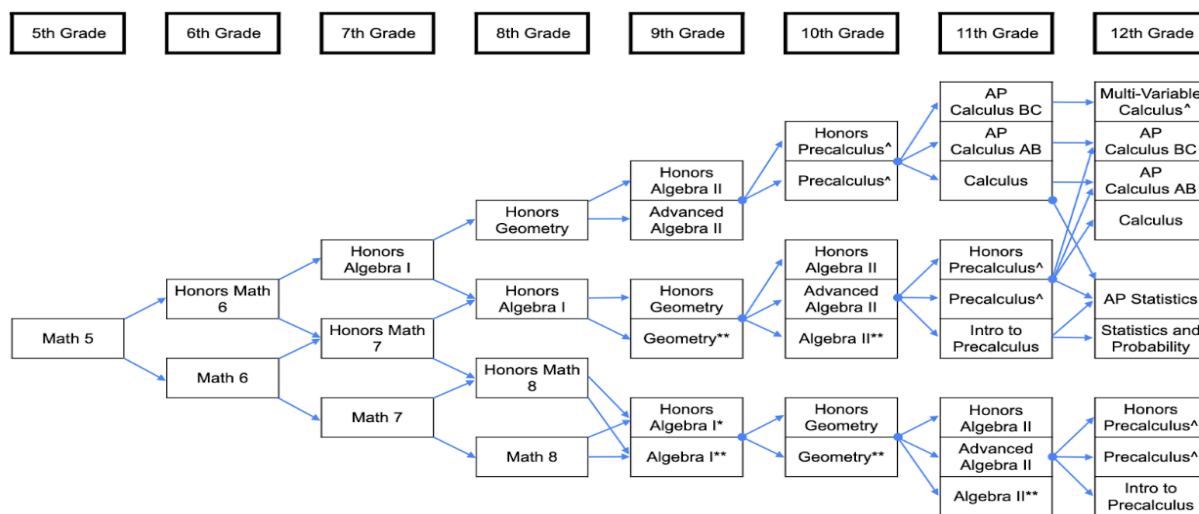 5th Grade
6th Grade
7th Grade
8th Grade
9th Grade
10th Grade
11th Grade
12th Grade
Math 5
Honors Math
6
Math 6
Honors
Algebra I
Honors Math
7
Math 7
Honors
Geometry
Honors
Algebra I
Honors Math
8
Math 8
Honors
Algebra II
Advanced
Algebra II
Honors
Geometry
Geometry**
Honors
Algebra I*
Algebra I**
Honors
Precalculus^
Precalculus^
Honors
Algebra II
Advanced
Algebra II
Algebra II**
Honors
Geometry
Geometry**
AP
Calculus BC
AP
Calculus AB
Calculus
Honors
Precalculus^
Precalculus^
Intro to
Precalculus
Honors
Algebra II
Advanced
Algebra II
Algebra II**
Multi-Variable
Calculus^
AP
Calculus BC
AP
Calculus AB
Calculus
AP Statistics
Statistics and
Probability
Honors
Precalculus^
Precalculus^
Intro to
Precalculus